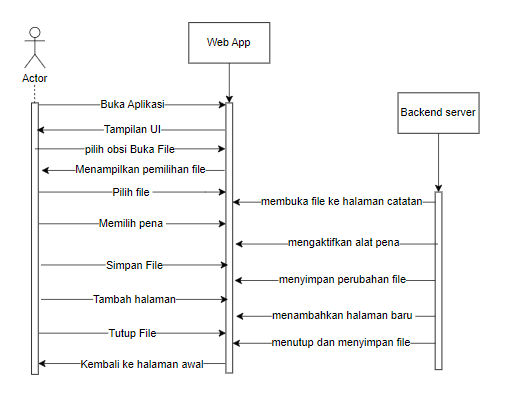 Web App
Actor
Backend server
Buka Aplikasi
Tampilan UI
pilih obsi Buka File
Menampilkan pemilihan file
Pilih file
membuka file ke halaman catatan
Memilih pena
mengaktifkan alat pena
Simpan File
menyimpan perubahan file
Tambah halaman
menambahkan halaman baru
Tutup File
menutup dan menyimpan file
Kembali ke halaman awal